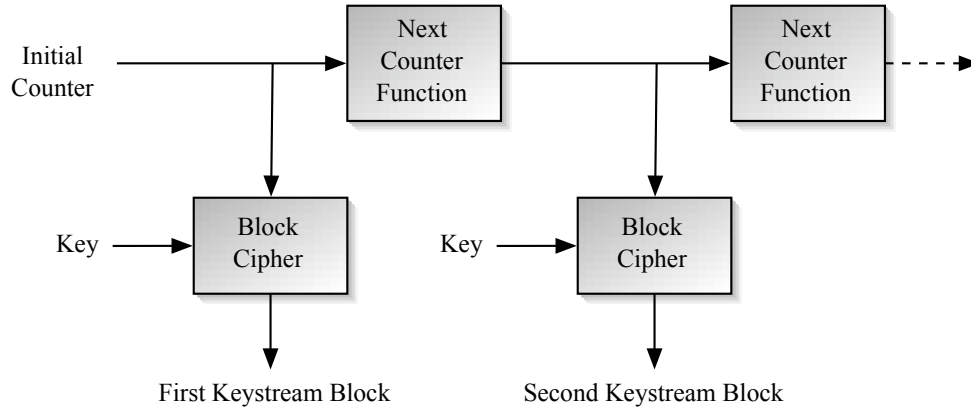 Initial
Counter
Next
Counter
Function
Next
Counter
Function
Key
Block
Cipher
Key
Block
Cipher
First Keystream Block
Second Keystream Block